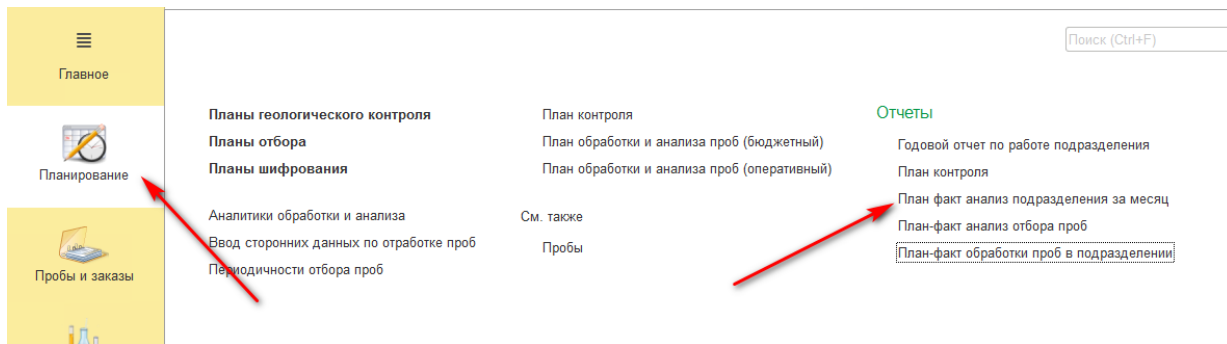 Главное
Планирование
Пробы и заказы
Поиск (Ctrl+F)
Планы геологического контроля
Планы отбора
Планы шифрования
Аналитики обработки и анализа
Ввод сторонних данных по отработке проб
Периодичности отбора проб
План контроля
План обработки и анализа проб (бюджетный)
План обработки и анализа проб (оперативный)
См. также
Пробы
Отчеты
Годовой отчет по работе подразделения
План контроля
План факт анализ подразделения за месяц
План-факт анализ отбора проб
План-факт обработки проб в подразделении